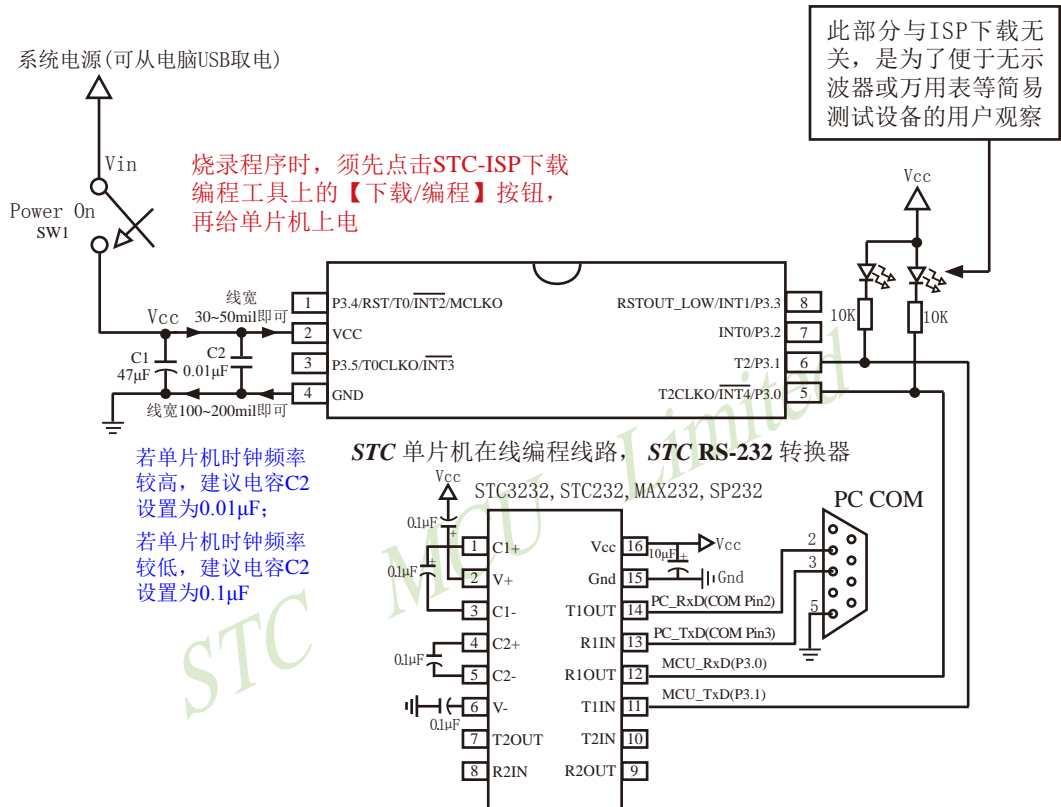 此部分与ISP下载无
关，是为了便于无示
波器或万用表等简易
测试设备的用户观察
系统电源(可从电脑USB取电)
Vin
Power On
SW1
烧录程序时，须先点击STC-ISP下载
编程工具上的【下载/编程】按钮，
再给单片机上电
Vcc
10K
10K
线宽
30~50mil即可
Vcc
C1
47μF
C2
0.01μF
线宽100~200mil即可
1 P3.4/RST/T0/INT2/MCLKO
2 VCC
3 P3.5/T0CLKO/INT3
4 GND
RSTOUT_LOW/INT1/P3.3 8
INT0/P3.2 7
T2/P3.1 6
T2CLKO/INT4/P3.0 5
若单片机时钟频率
较高，建议电容C2
设置为0.01μF；
若单片机时钟频率
较低，建议电容C2
设置为0.1μF
STC 单片机在线编程线路， STC RS-232 转换器
STC3232,STC232,MAX232,SP232
Vcc
0.1μF
+
0.1μF
+
0.1μF
0.1μF
1 C1+
2 V+
3 C1-
4 C2+
5 C2-
6 V-
7 T2OUT
8 R2IN
Vcc 16
Gnd 15
T1OUT 14
R1IN 13
R1OUT 12
T1IN 11
T2IN 10
R2OUT 9
10μF
+
Vcc
Gnd
PC_RxD(COM Pin2)
PC_TxD(COM Pin3)
MCU_RxD(P3.0)
MCU_TxD(P3.1)
PC COM
2
3
5
STC MCU Limited